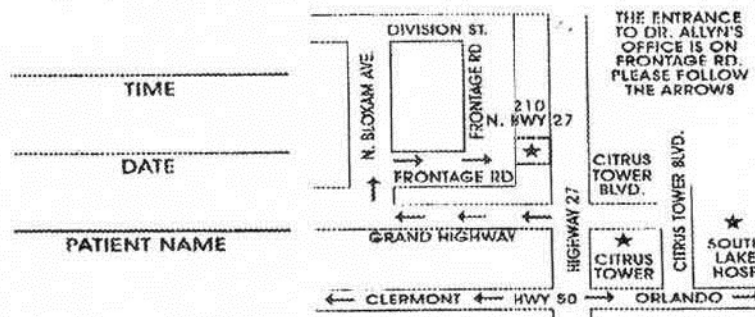 TIME
DATE
PATIENT NAME
DIVISION ST.
N. BLOXAM AVE.
FRONTAGE RD
210
N. HWY 27
FRONTAGE RD
GRAND HIGHWAY
HIGHWAY 27
CITRUS
TOWER
BLVD.
CITRUS TOWER BLVD.
CITRUS
TOWER
SOUTH
LAKE
HOSP
CLERMONT
HWY 50
ORLANDO
THE ENTRANCE
TO DR. ALLYN'S
OFFICE IS ON
FRONTAGE RD.
PLEASE FOLLOW
THE ARROWS